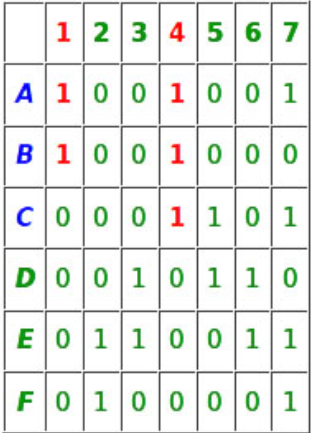 1 2 3 4 5 6 7
A 1 0 0 1 0 0 1
B 1 0 0 1 0 0 0
C 0 0 0 1 1 0 1
D 0 0 1 0 1 1 0
E 0 1 1 0 0 1 1
F 0 1 0 0 0 0 1